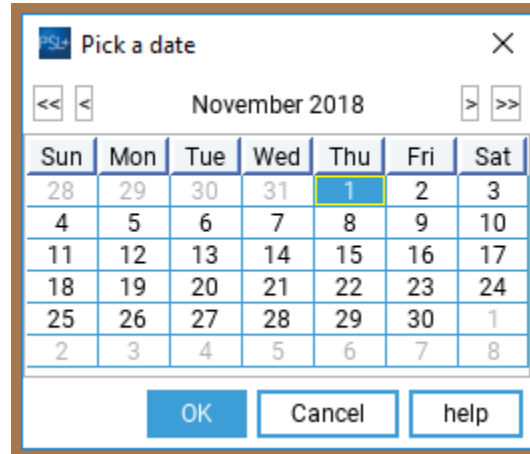 PSL+ Pick a date
<< < November 2018 > >>
Sun Mon Tue Wed Thu Fri Sat
28 29 30 31 1 2 3
4 5 6 7 8 9 10
11 12 13 14 15 16 17
18 19 20 21 22 23 24
25 26 27 28 29 30 1
2 3 4 5 6 7 8
OK Cancel help